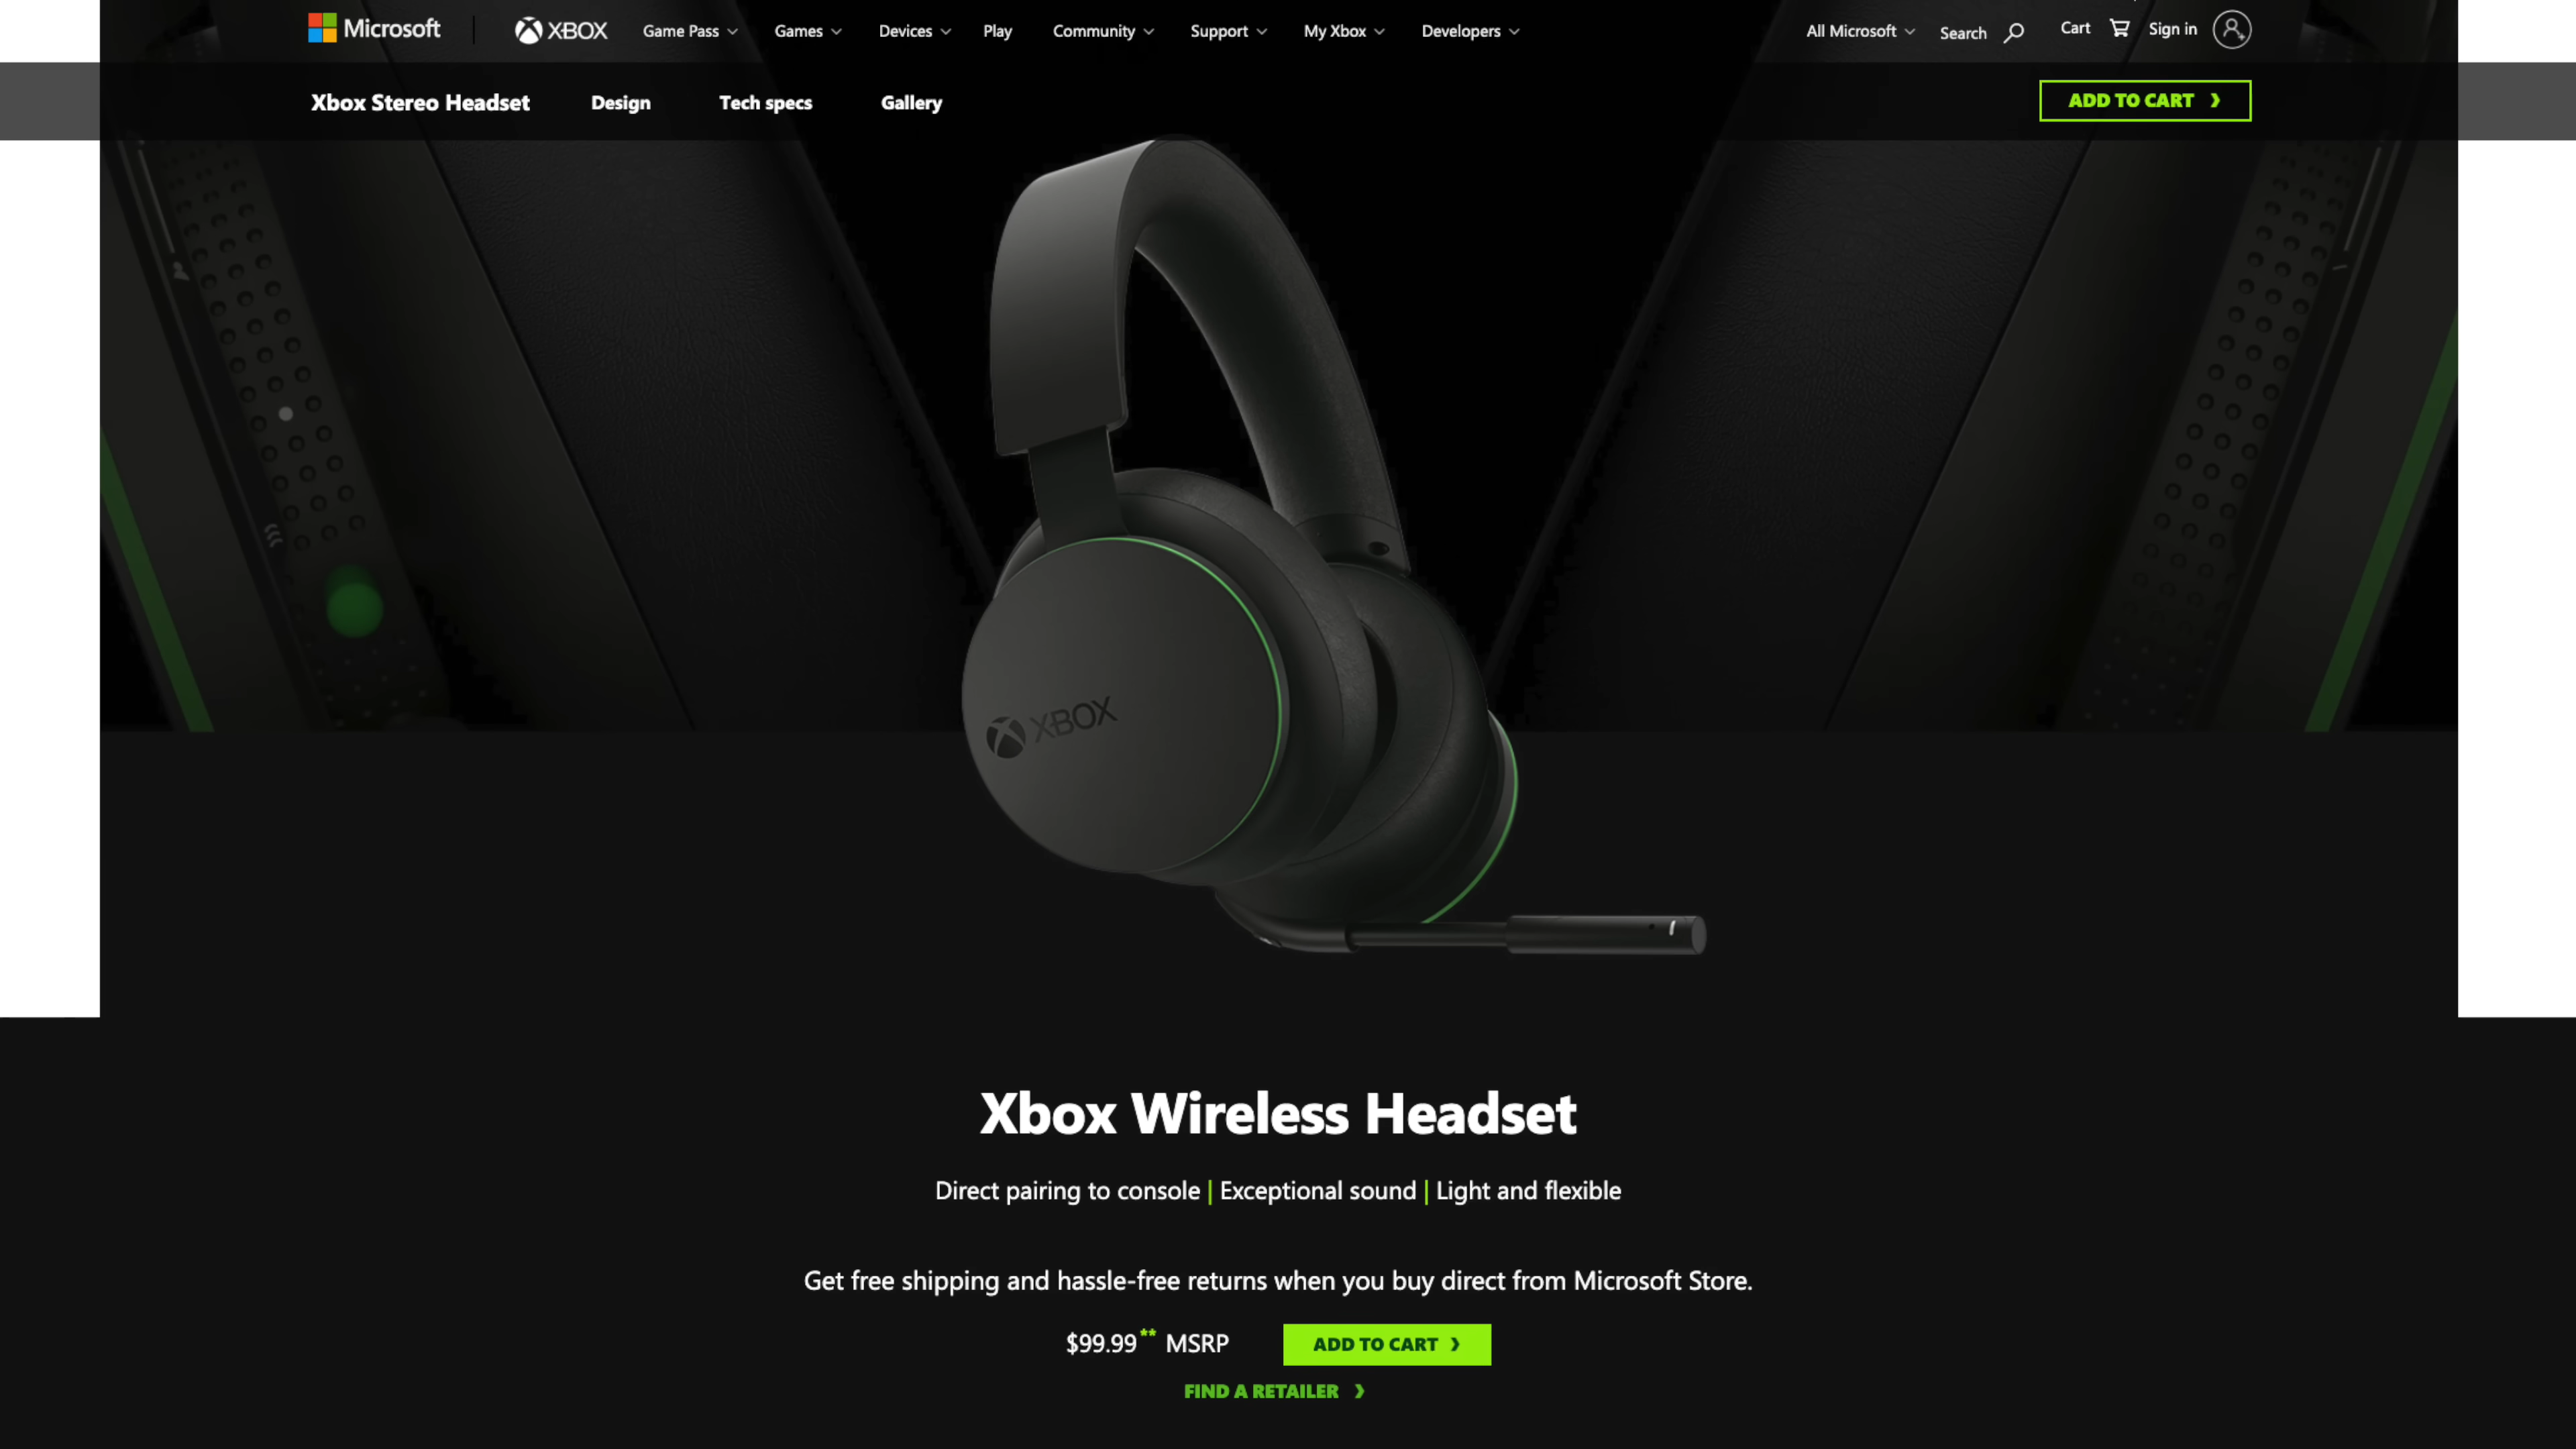 Microsoft XBOX Game Pass Games Devices Play Community Support My Xbox Developers All Microsoft Search Cart Sign in
Xbox Stereo Headset Design Tech specs Gallery ADD TO CART
XBOX
Xbox Wireless Headset
Direct pairing to console | Exceptional sound | Light and flexible
Get free shipping and hassle-free returns when you buy direct from Microsoft Store.
$99.99** MSRP ADD TO CART
FIND A RETAILER